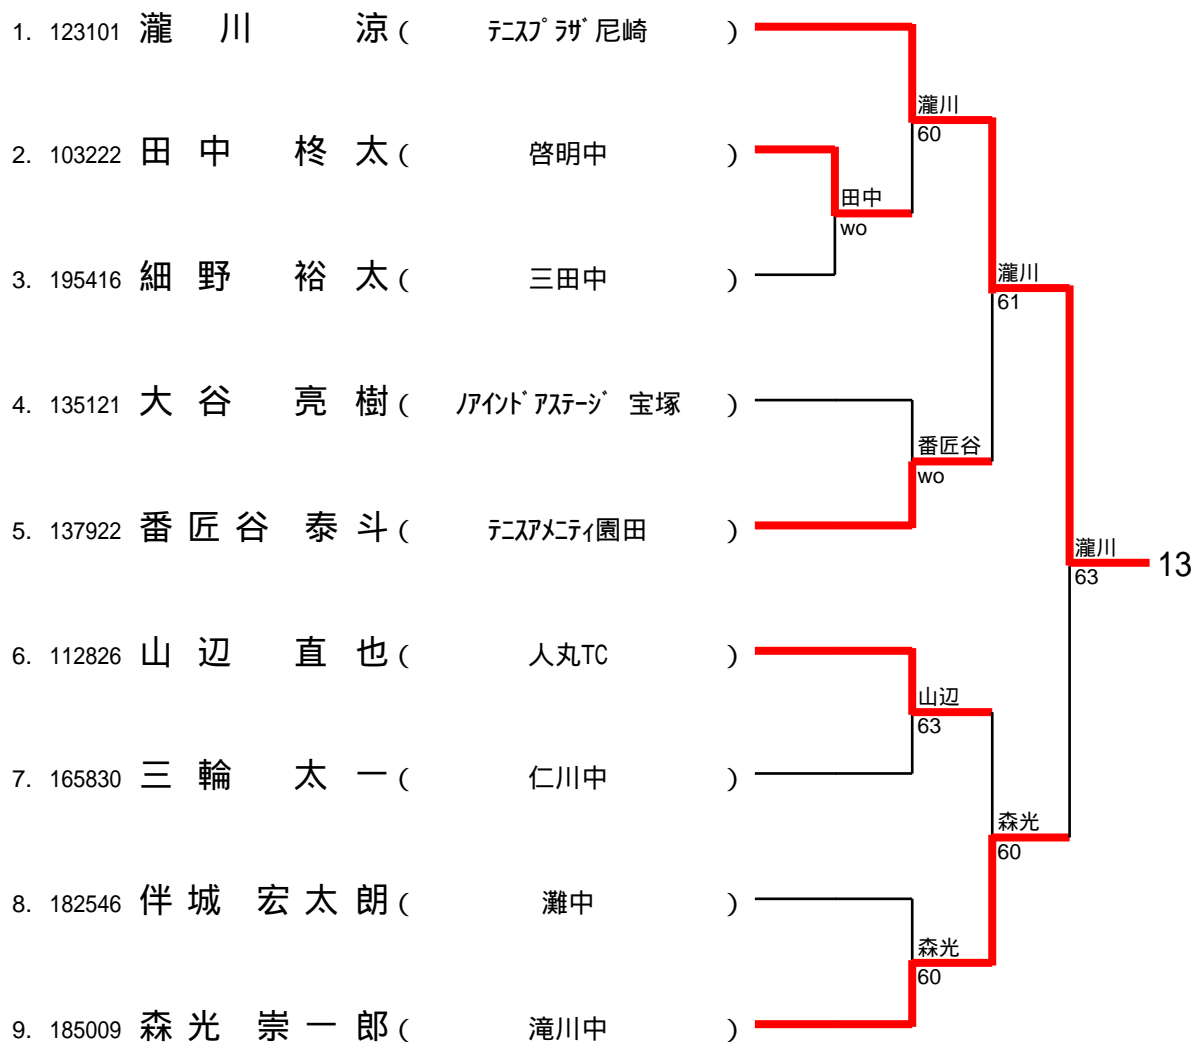 1. 123101 瀧川 涼 ( テニスプラザ尼崎 )
瀧川
60
2. 103222 田中 柊太 ( 啓明中 )
田中
wo
3. 195416 細野 裕太 ( 三田中 )
瀧川
61
4. 135121 大谷 亮樹 ( ノアインドアステージ 宝塚 )
番匠谷
wo
5. 137922 番匠谷 泰斗 ( テニスアメニティ園田 )
瀧川
63
13
6. 112826 山辺 直也 ( 人丸TC )
山辺
63
7. 165830 三輪 太一 ( 仁川中 )
森光
60
8. 182546 伴城 宏太朗 ( 灘中 )
森光
60
9. 185009 森光 崇一郎 ( 滝川中 )